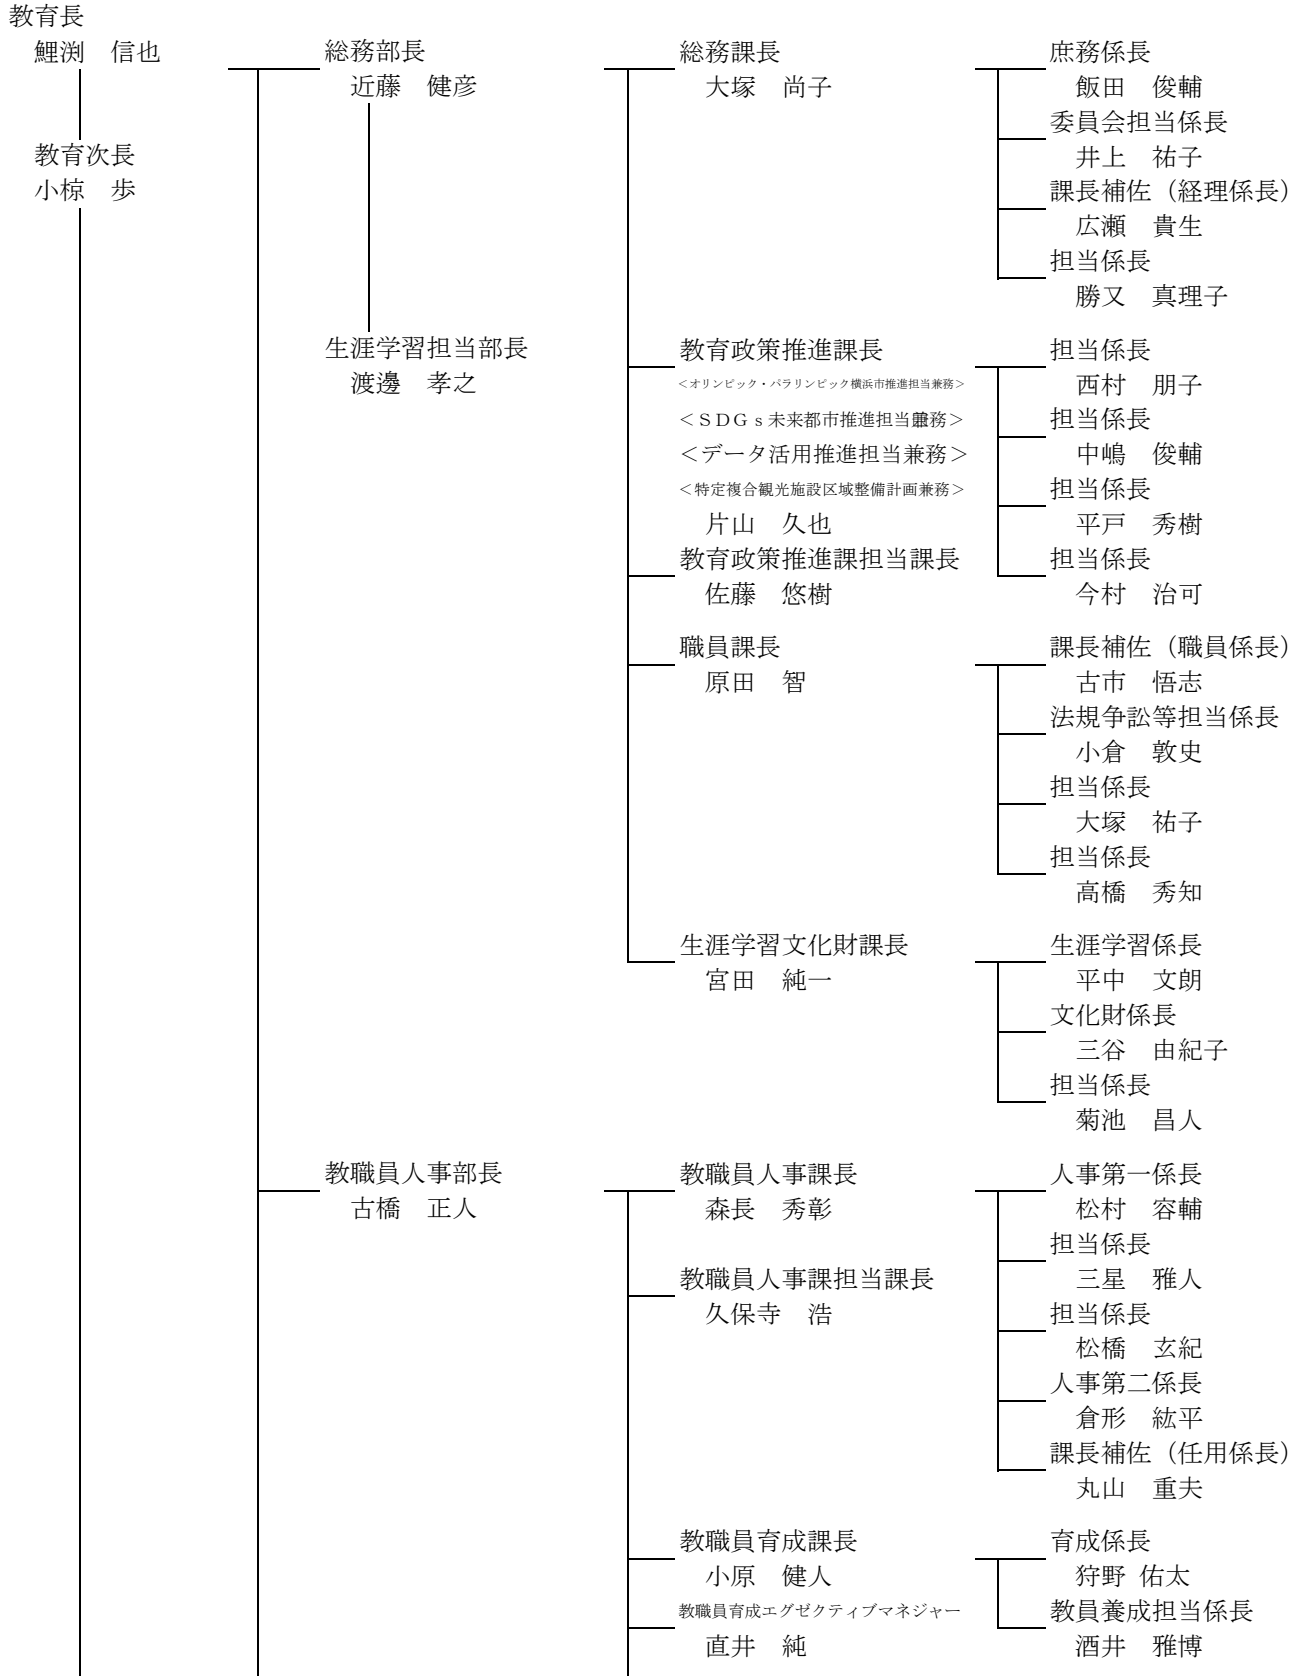 教育長
鯉渕　信也
教育次長
小椋　歩
総務部長
近藤　健彦
生涯学習担当部長
渡邊　孝之
総務課長
大塚　尚子
庶務係長
飯田　俊輔
委員会担当係長
井上　祐子
課長補佐（経理係長）
広瀬　貴生
担当係長
勝又　真理子
教育政策推進課長
＜オリンピック・パラリンピック横浜市推進担当兼務＞
＜ＳＤＧｓ未来都市推進担当兼務＞
＜データ活用推進担当兼務＞
＜特定複合観光施設区域整備計画兼務＞
片山　久也
教育政策推進課担当課長
佐藤　悠樹
担当係長
西村　朋子
担当係長
中嶋　俊輔
担当係長
平戸　秀樹
担当係長
今村　治可
職員課長
原田　智
課長補佐（職員係長）
古市　悟志
法規争訟等担当係長
小倉　敦史
担当係長
大塚　祐子
担当係長
高橋　秀知
生涯学習文化財課長
宮田　純一
生涯学習係長
平中　文朗
文化財係長
三谷　由紀子
担当係長
菊池　昌人
教職員人事部長
古橋　正人
教職員人事課長
森長　秀彰
教職員人事課担当課長
久保寺　浩
人事第一係長
松村　容輔
担当係長
三星　雅人
担当係長
松橋　玄紀
人事第二係長
倉形　紘平
課長補佐（任用係長）
丸山　重夫
教職員育成課長
小原　健人
教職員育成エグゼクティブマネジャー
直井　純
育成係長
狩野 佑太
教員養成担当係長
酒井　雅博